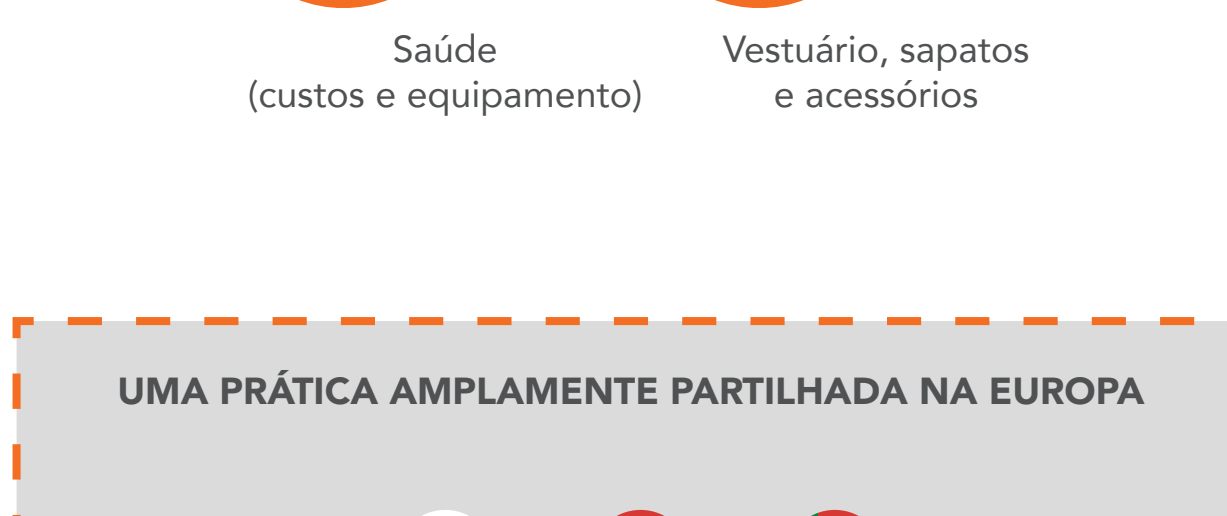 Saúde
(custos e equipamento)
Vestuário, sapatos
e acessórios
UMA PRÁTICA AMPLAMENTE PARTILHADA NA EUROPA